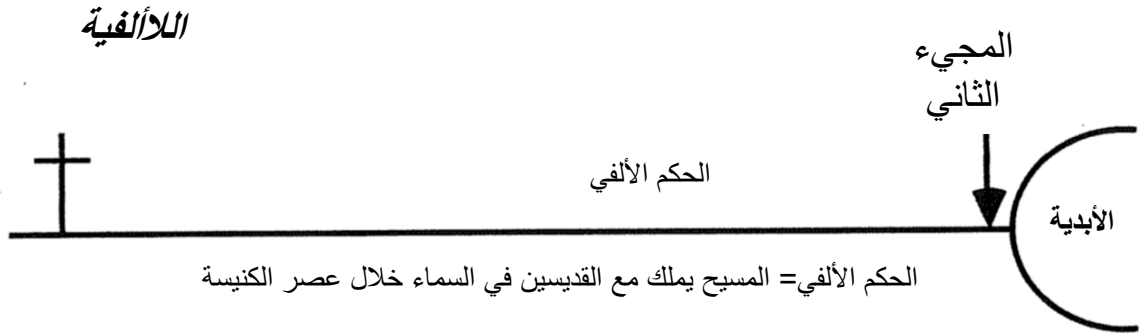 اللاألفية
المجيء
الثاني
الحكم الألفي
الأبدية
الحكم الألفي= المسيح يملك مع القديسين في السماء خلال عصر الكنيسة